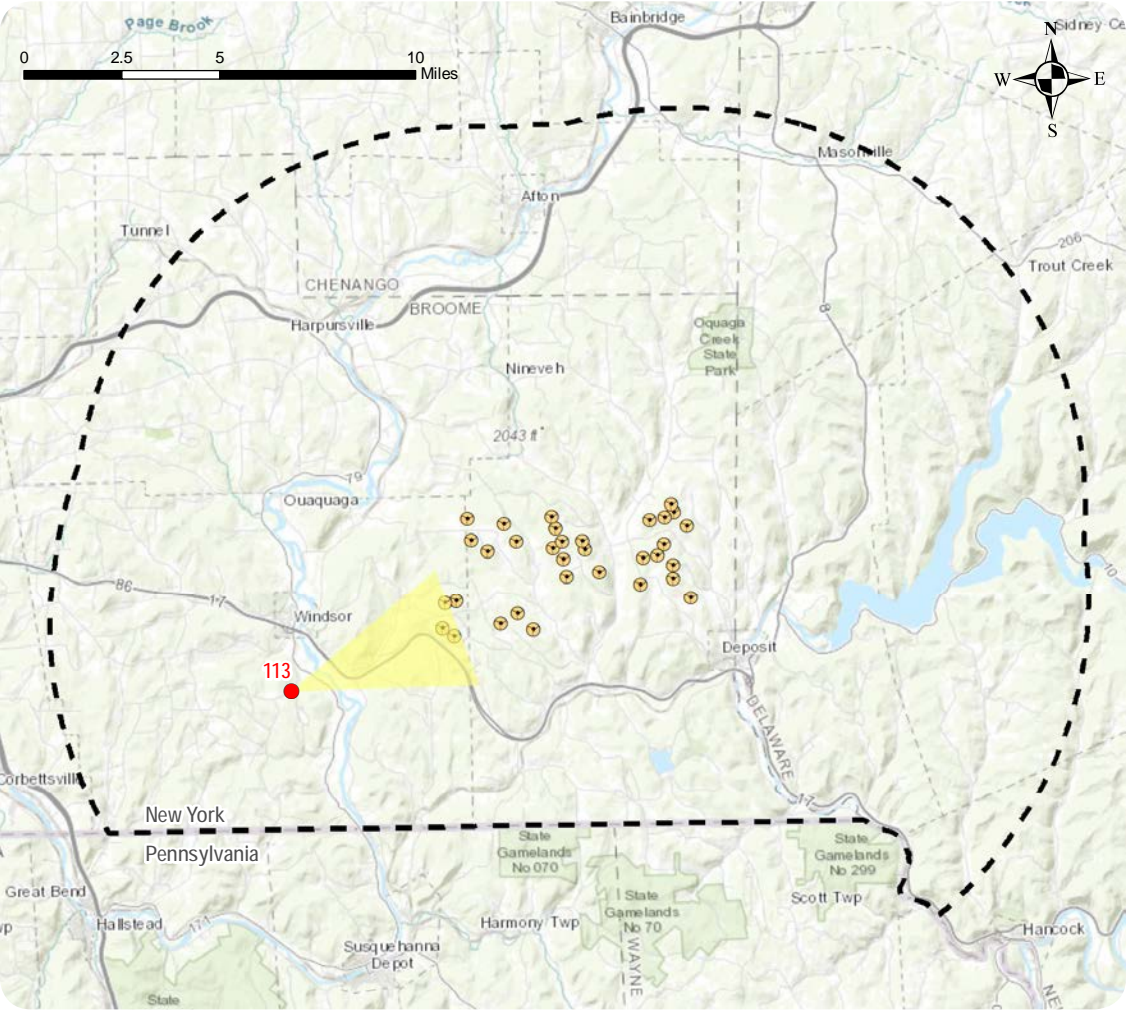 Page Brook
Bainbridge
Sidney Ce
N
W
E
S
0
2.5
5
10
Miles
Masonville
Afton
Tunnel
206
Trout Creek
CHENANGO
BROOME
8
Harpursville
Oquaga
Creek
State
Park
Nineveh
2043 ft
79
Ouaquaga
86
17
10
Windsor
Deposit
113
DELAWARE
Corbettsville
17
New York
Pennsylvania
State
Gamelands
No 070
State
Gamelands
No 299
Great Bend
Scott Twp
State
Gamelands
No 70
wp
Hallstead
171
Harmony Twp
Hancock
Susquehanna
Depot
WAYNE
State